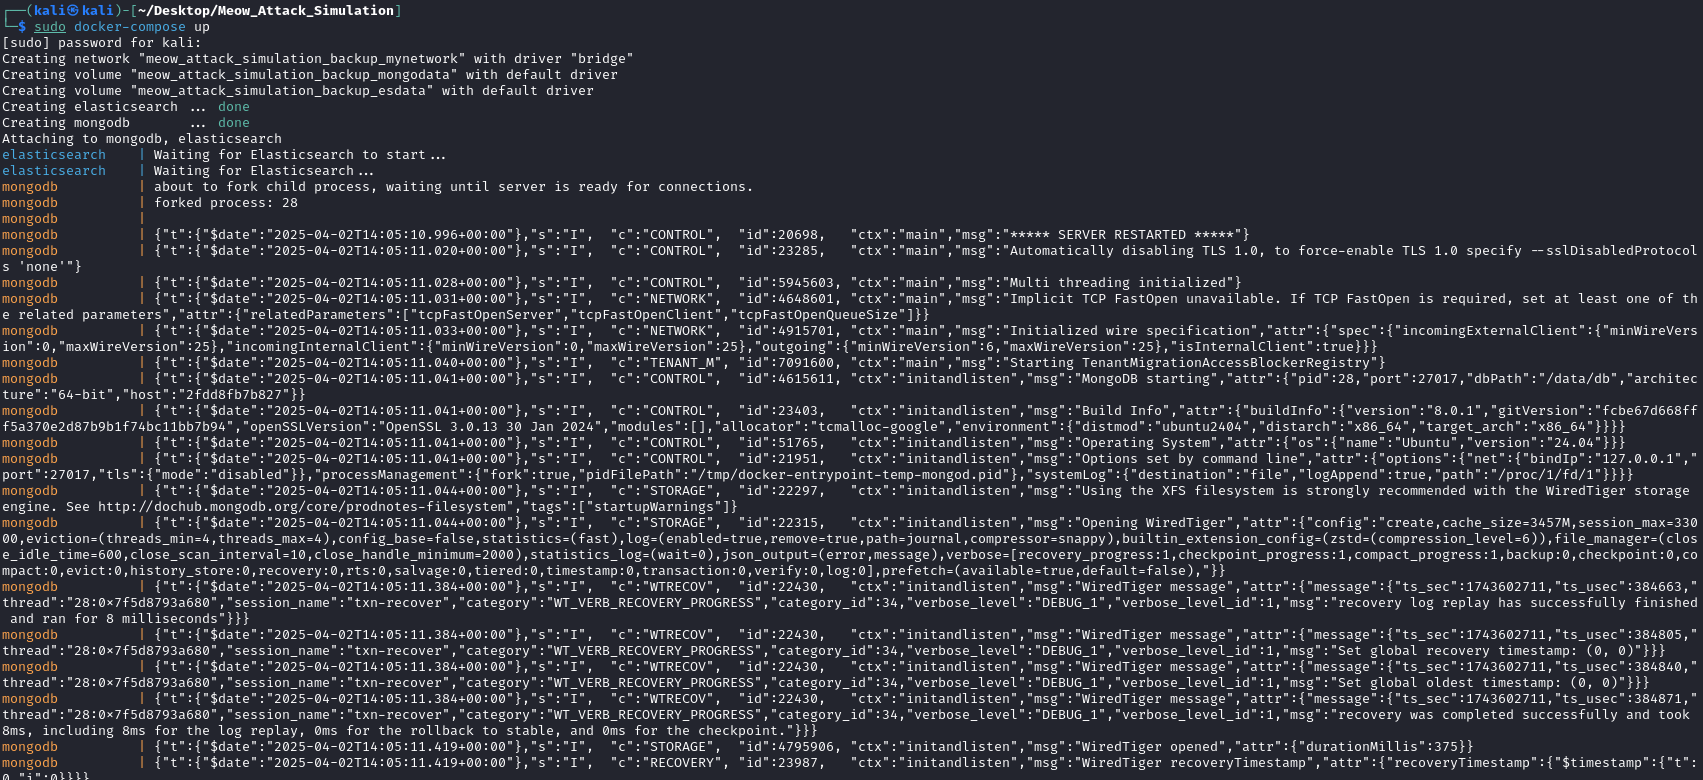 ┌──(kali㉿kali)-[~/Desktop/Meow_Attack_Simulation]
└─$ sudo docker-compose up
[sudo] password for kali:
Creating network "meow_attack_simulation_backup_mynetwork" with driver "bridge"
Creating volume "meow_attack_simulation_backup_mongodata" with default driver
Creating volume "meow_attack_simulation_backup_esdata" with default driver
Creating elasticsearch ... done
Creating mongodb       ... done
Attaching to mongodb, elasticsearch
elasticsearch    | Waiting for Elasticsearch to start...
elasticsearch    | Waiting for Elasticsearch...
mongodb          | about to fork child process, waiting until server is ready for connections.
mongodb          | forked process: 28
mongodb          |
mongodb          | {"t":{"$date":"2025-04-02T14:05:10.996+00:00"},"s":"I",  "c":"CONTROL",  "id":20698,   "ctx":"main","msg":"***** SERVER RESTARTED *****"}
mongodb          | {"t":{"$date":"2025-04-02T14:05:11.020+00:00"},"s":"I",  "c":"CONTROL",  "id":23285,   "ctx":"main","msg":"Automatically disabling TLS 1.0, to force-enable TLS 1.0 specify --sslDisabledProtocol
s 'none'"}
mongodb          | {"t":{"$date":"2025-04-02T14:05:11.028+00:00"},"s":"I",  "c":"CONTROL",  "id":5945603, "ctx":"main","msg":"Multi threading initialized"}
mongodb          | {"t":{"$date":"2025-04-02T14:05:11.031+00:00"},"s":"I",  "c":"NETWORK",  "id":4648601, "ctx":"main","msg":"Implicit TCP FastOpen unavailable. If TCP FastOpen is required, set at least one of th
e related parameters","attr":{"relatedParameters":["tcpFastOpenServer","tcpFastOpenClient","tcpFastOpenQueueSize"]}}
mongodb          | {"t":{"$date":"2025-04-02T14:05:11.033+00:00"},"s":"I",  "c":"NETWORK",  "id":4915701, "ctx":"main","msg":"Initialized wire specification","attr":{"spec":{"incomingExternalClient":{"minWireVers
ion":0,"maxWireVersion":25},"incomingInternalClient":{"minWireVersion":0,"maxWireVersion":25},"outgoing":{"minWireVersion":6,"maxWireVersion":25},"isInternalClient":true}}}
mongodb          | {"t":{"$date":"2025-04-02T14:05:11.040+00:00"},"s":"I",  "c":"TENANT_M", "id":7091600, "ctx":"main","msg":"Starting TenantMigrationAccessBlockerRegistry"}
mongodb          | {"t":{"$date":"2025-04-02T14:05:11.041+00:00"},"s":"I",  "c":"CONTROL",  "id":4615611, "ctx":"initandlisten","msg":"MongoDB starting","attr":{"pid":28,"port":27017,"dbPath":"/data/db","architec
ture":"64-bit","host":"2fdd8fb7b827"}}
mongodb          | {"t":{"$date":"2025-04-02T14:05:11.041+00:00"},"s":"I",  "c":"CONTROL",  "id":23403,   "ctx":"initandlisten","msg":"Build Info","attr":{"buildInfo":{"version":"8.0.1","gitVersion":"fcbe67d668ff
f5a370e2d87b9b1f74bc11bb7b94","openSSLVersion":"OpenSSL 3.0.13 30 Jan 2024","modules":[],"allocator":"tcmalloc-google","environment":{"distmod":"ubuntu2404","distarch":"x86_64","target_arch":"x86_64"}}}}
mongodb          | {"t":{"$date":"2025-04-02T14:05:11.041+00:00"},"s":"I",  "c":"CONTROL",  "id":51765,   "ctx":"initandlisten","msg":"Operating System","attr":{"os":{"name":"Ubuntu","version":"24.04"}}}
mongodb          | {"t":{"$date":"2025-04-02T14:05:11.041+00:00"},"s":"I",  "c":"CONTROL",  "id":21951,   "ctx":"initandlisten","msg":"Options set by command line","attr":{"options":{"net":{"bindIp":"127.0.0.1","
port":27017,"tls":{"mode":"disabled"}},"processManagement":{"fork":true,"pidFilePath":"/tmp/docker-entrypoint-temp-mongod.pid"},"systemLog":{"destination":"file","logAppend":true,"path":"/proc/1/fd/1"}}}}
mongodb          | {"t":{"$date":"2025-04-02T14:05:11.044+00:00"},"s":"I",  "c":"STORAGE",  "id":22297,   "ctx":"initandlisten","msg":"Using the XFS filesystem is strongly recommended with the WiredTiger storage
engine. See http://dochub.mongodb.org/core/prodnotes-filesystem","tags":["startupWarnings"]}
mongodb          | {"t":{"$date":"2025-04-02T14:05:11.044+00:00"},"s":"I",  "c":"STORAGE",  "id":22315,   "ctx":"initandlisten","msg":"Opening WiredTiger","attr":{"config":"create,cache_size=3457M,session_max=330
00,eviction=(threads_min=4,threads_max=4),config_base=false,statistics=(fast),log=(enabled=true,remove=true,path=journal,compressor=snappy),builtin_extension_config=(zstd=(compression_level=6)),file_manager=(clos
e_idle_time=600,close_scan_interval=10,close_handle_minimum=2000),statistics_log=(wait=0),json_output=(error,message),verbose=[recovery_progress:1,checkpoint_progress:1,compact_progress:1,backup:0,checkpoint:0,co
mpact:0,evict:0,history_store:0,recovery:0,rts:0,salvage:0,tiered:0,timestamp:0,transaction:0,verify:0,log:0],prefetch=(available=true,default=false),"}}
mongodb          | {"t":{"$date":"2025-04-02T14:05:11.384+00:00"},"s":"I",  "c":"WTRECOV",  "id":22430,   "ctx":"initandlisten","msg":"WiredTiger message","attr":{"message":{"ts_sec":1743602711,"ts_usec":384663,"
thread":"28:0×7f5d8793a680","session_name":"txn-recover","category":"WT_VERB_RECOVERY_PROGRESS","category_id":34,"verbose_level":"DEBUG_1","verbose_level_id":1,"msg":"recovery log replay has successfully finished
 and ran for 8 milliseconds"}}}
mongodb          | {"t":{"$date":"2025-04-02T14:05:11.384+00:00"},"s":"I",  "c":"WTRECOV",  "id":22430,   "ctx":"initandlisten","msg":"WiredTiger message","attr":{"message":{"ts_sec":1743602711,"ts_usec":384805,"
thread":"28:0×7f5d8793a680","session_name":"txn-recover","category":"WT_VERB_RECOVERY_PROGRESS","category_id":34,"verbose_level":"DEBUG_1","verbose_level_id":1,"msg":"Set global recovery timestamp: (0, 0)"}}}
mongodb          | {"t":{"$date":"2025-04-02T14:05:11.384+00:00"},"s":"I",  "c":"WTRECOV",  "id":22430,   "ctx":"initandlisten","msg":"WiredTiger message","attr":{"message":{"ts_sec":1743602711,"ts_usec":384840,"
thread":"28:0×7f5d8793a680","session_name":"txn-recover","category":"WT_VERB_RECOVERY_PROGRESS","category_id":34,"verbose_level":"DEBUG_1","verbose_level_id":1,"msg":"Set global oldest timestamp: (0, 0)"}}}
mongodb          | {"t":{"$date":"2025-04-02T14:05:11.384+00:00"},"s":"I",  "c":"WTRECOV",  "id":22430,   "ctx":"initandlisten","msg":"WiredTiger message","attr":{"message":{"ts_sec":1743602711,"ts_usec":384871,"
thread":"28:0×7f5d8793a680","session_name":"txn-recover","category":"WT_VERB_RECOVERY_PROGRESS","category_id":34,"verbose_level":"DEBUG_1","verbose_level_id":1,"msg":"recovery was completed successfully and took
8ms, including 8ms for the log replay, 0ms for the rollback to stable, and 0ms for the checkpoint."}}}
mongodb          | {"t":{"$date":"2025-04-02T14:05:11.419+00:00"},"s":"I",  "c":"STORAGE",  "id":4795906, "ctx":"initandlisten","msg":"WiredTiger opened","attr":{"durationMillis":375}}
mongodb          | {"t":{"$date":"2025-04-02T14:05:11.419+00:00"},"s":"I",  "c":"RECOVERY", "id":23987,   "ctx":"initandlisten","msg":"WiredTiger recoveryTimestamp","attr":{"recoveryTimestamp":{"$timestamp":{"t":
0,"i":0}}}}